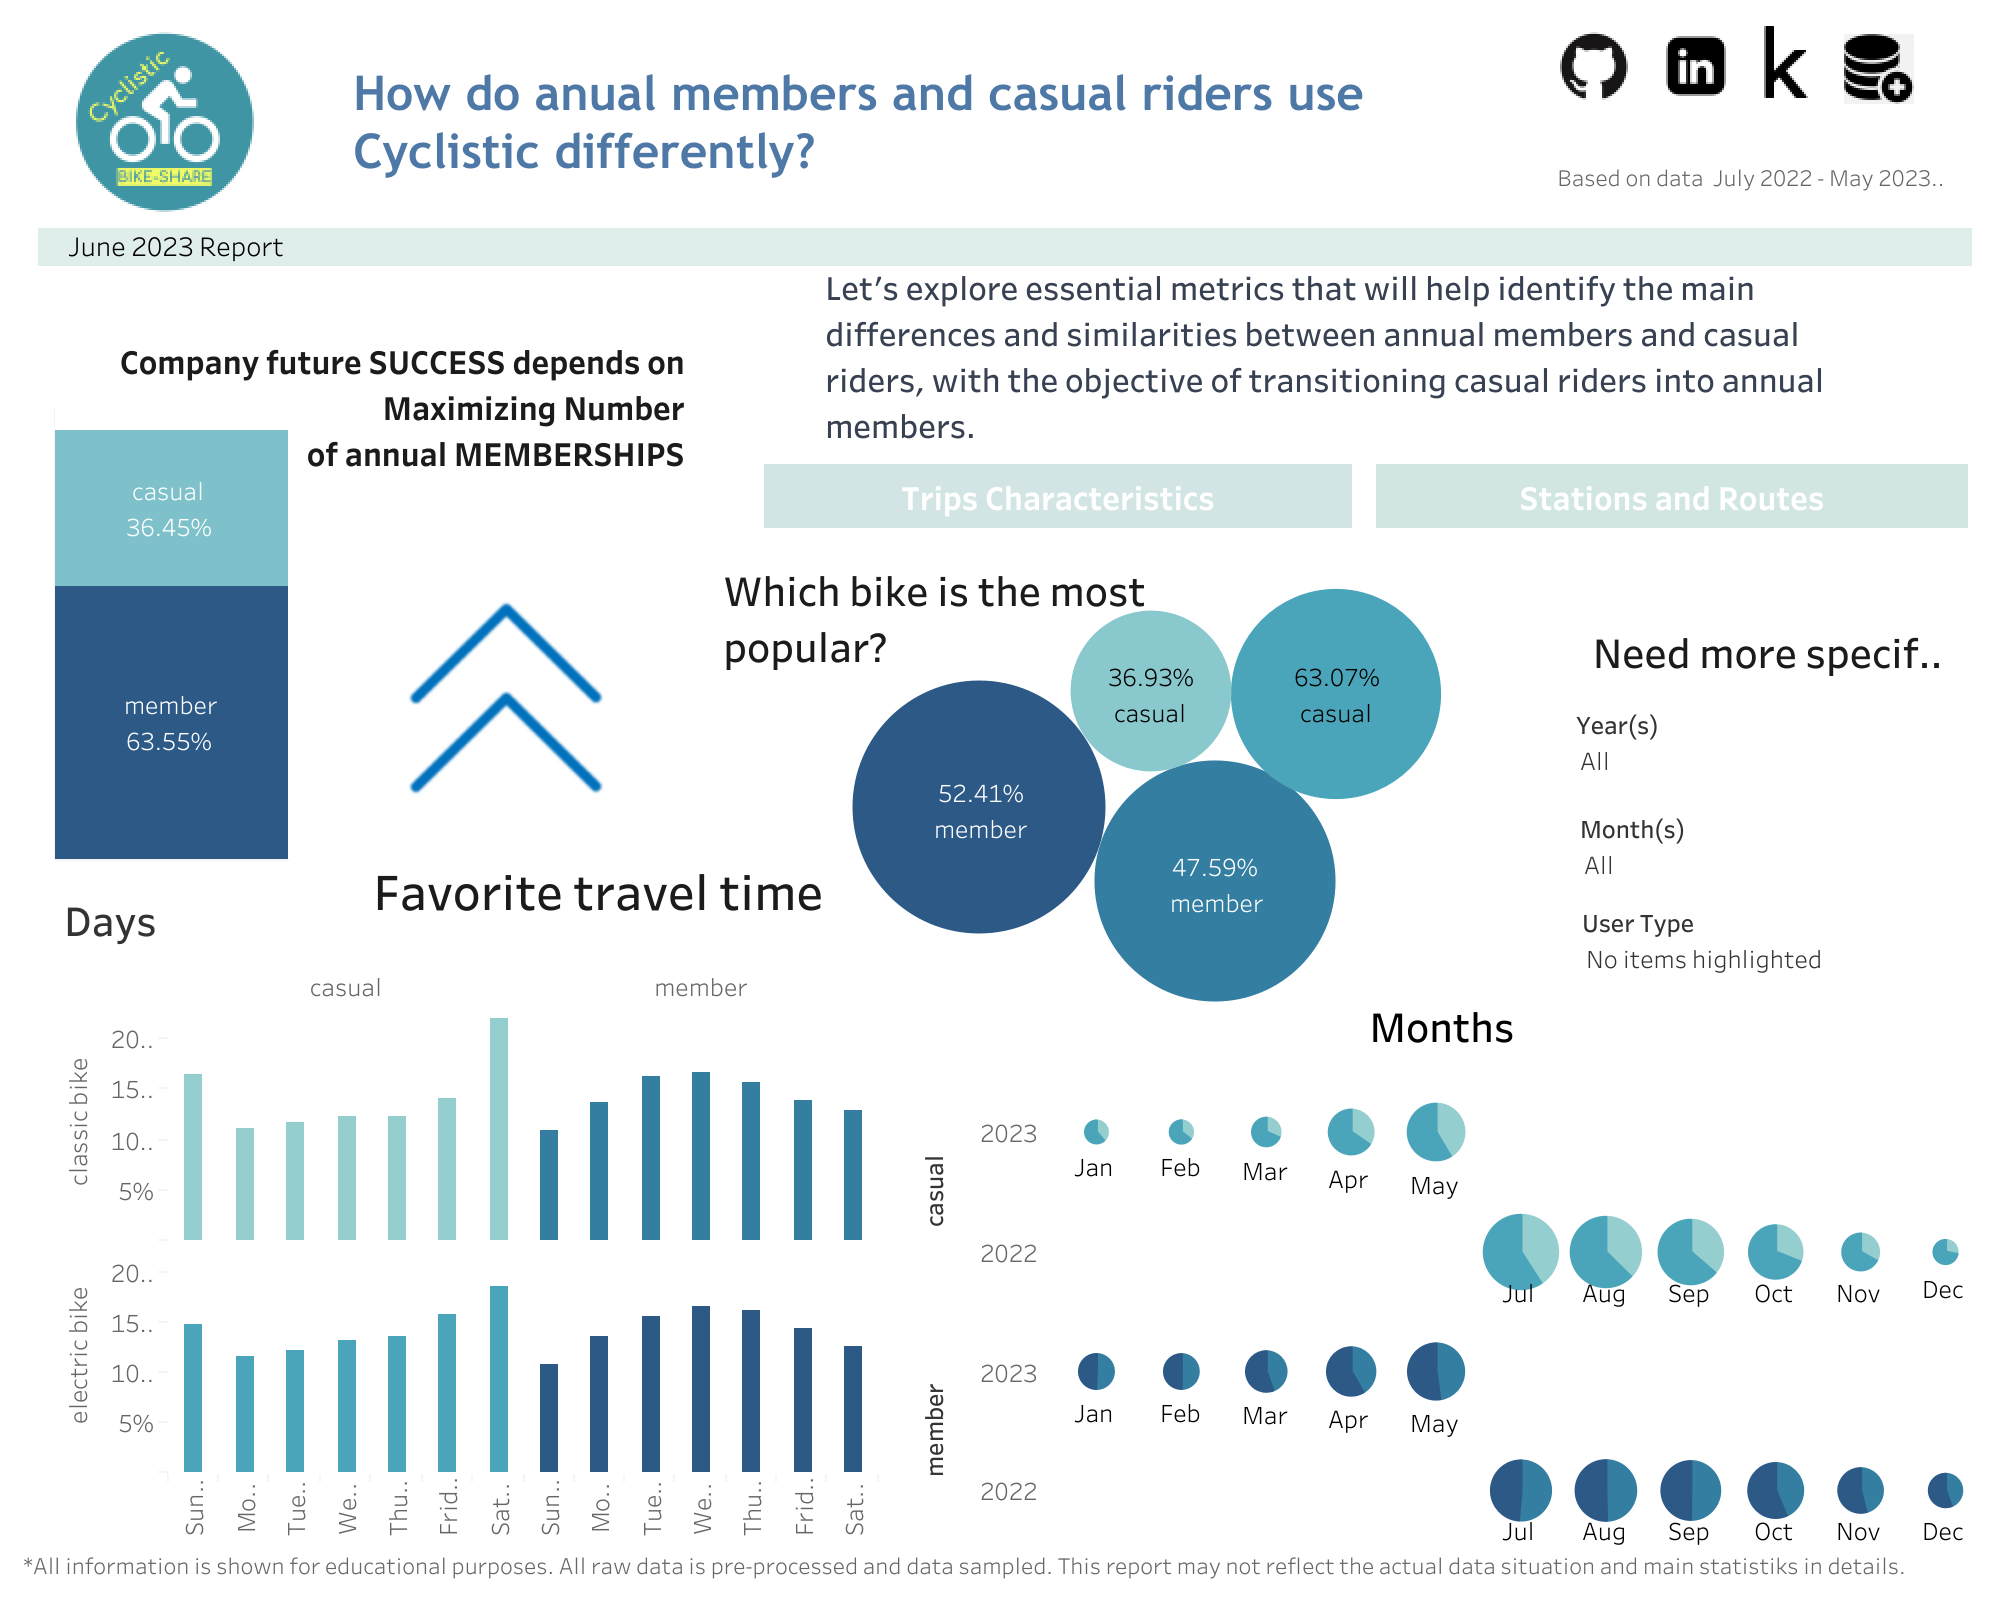 Cyclistic
BIKE-SHARE
How do anual members and casual riders use
Cyclistic differently?
in
k
Based on data July 2022 - May 2023..
June 2023 Report
Let's explore essential metrics that will help identify the main
differences and similarities between annual members and casual
riders, with the objective of transitioning casual riders into annual
members.
Company future SUCCESS depends on
Maximizing Number
of annual MEMBERSHIPS
casual
36.45%
member
63.55%
Trips Characteristics
Stations and Routes
Which bike is the most
popular?
36.93%
casual
63.07%
casual
52.41%
member
47.59%
member
Need more specif..
Year(s)
All
Month(s)
All
User Type
No items highlighted
Favorite travel time
Days
casual
member
classic bike
20..
15..
10..
5%
electric bike
20..
15..
10..
5%
Sun..
Mo..
Tue..
We..
Thu..
Frid..
Sat..
Sun..
Mo..
Tue..
We..
Thu..
Frid..
Sat..
Months
casual
2023
Jan
Feb
Mar
Apr
May
2022
Jul
Aug
Sep
Oct
Nov
Dec
member
2023
Jan
Feb
Mar
Apr
May
2022
Jul
Aug
Sep
Oct
Nov
Dec
*All information is shown for educational purposes. All raw data is pre-processed and data sampled. This report may not reflect the actual data situation and main statistiks in details.